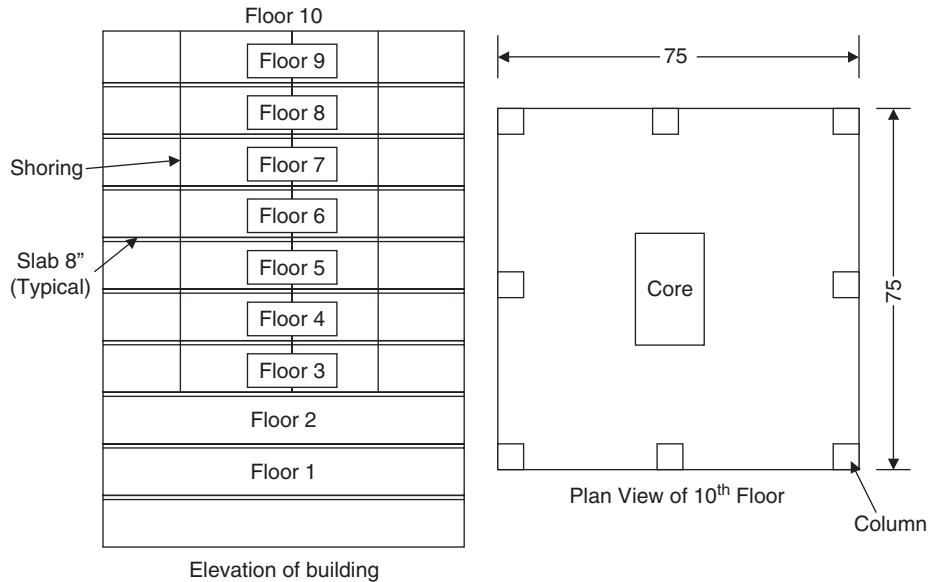 Floor 10
Floor 9
Floor 8
Floor 7
Floor 6
Floor 5
Floor 4
Floor 3
Floor 2
Floor 1
Shoring
Slab 8”
(Typical)
Elevation of building
75
75
Core
Plan View of 10th Floor
Column